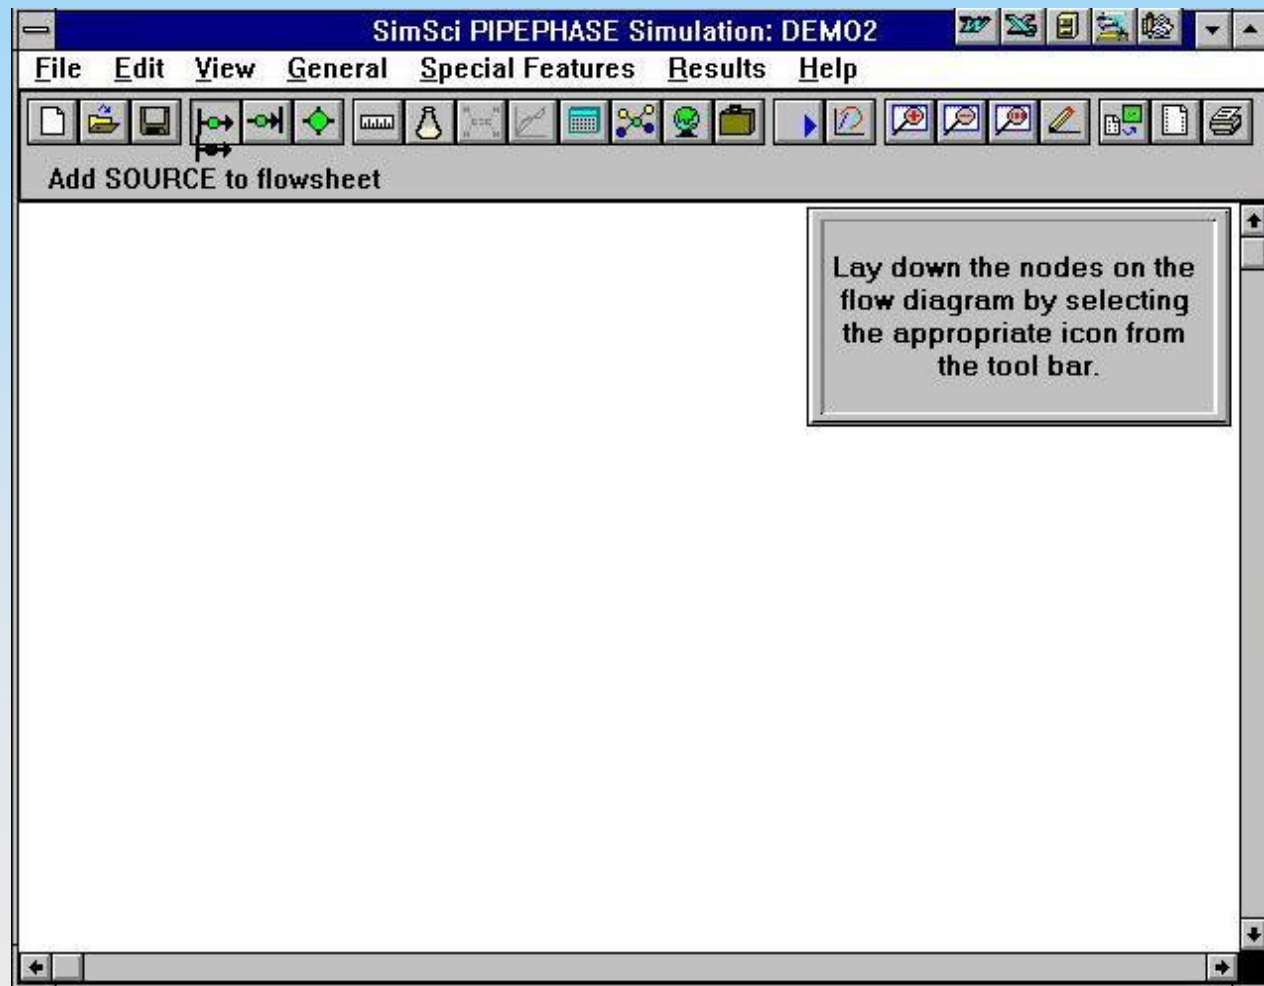 SimSci PIPEPHASE Simulation: DEMO2
File Edit View General Special Features Results Help
Add SOURCE to flowsheet
Lay down the nodes on the
flow diagram by selecting
the appropriate icon from
the tool bar.